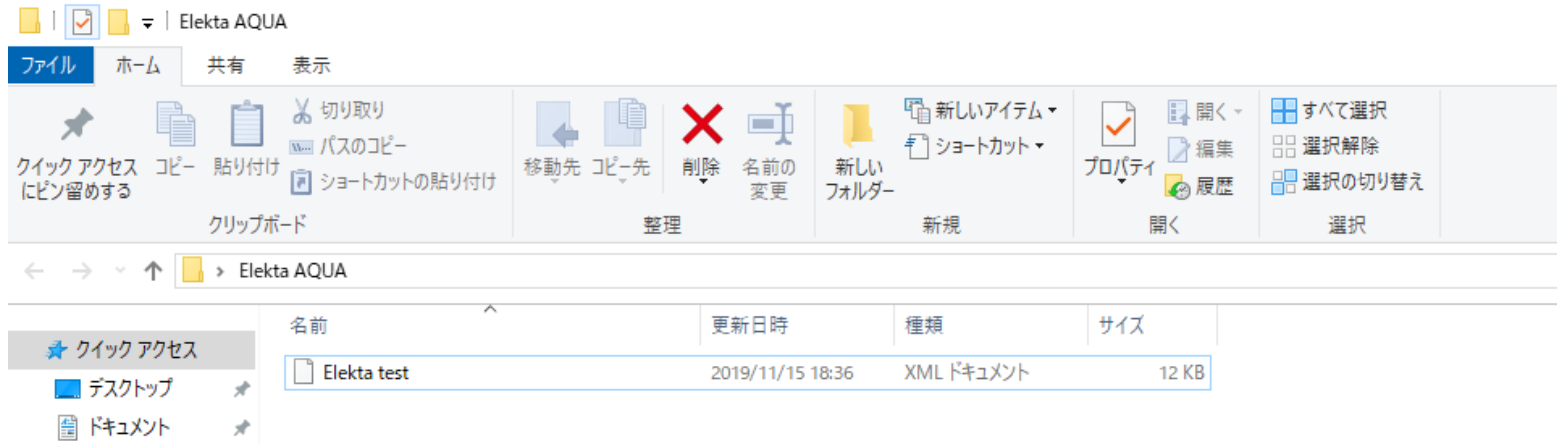 Elekta AQUA
ファイル ホーム 共有 表示
クイック アクセス
にピン留めする
コピー
貼り付け
切り取り
パスのコピー
ショートカットの貼り付け
クリップボード
移動先
コピー先
削除
名前の
変更
整理
新しい
フォルダー
新しいアイテム
ショートカット
新規
プロパティ
開く
編集
履歴
開く
すべて選択
選択解除
選択の切り替え
選択
Elekta AQUA
クイック アクセス
デスクトップ
ドキュメント
名前 更新日時 種類 サイズ
Elekta test 2019/11/15 18:36 XML ドキュメント 12 KB